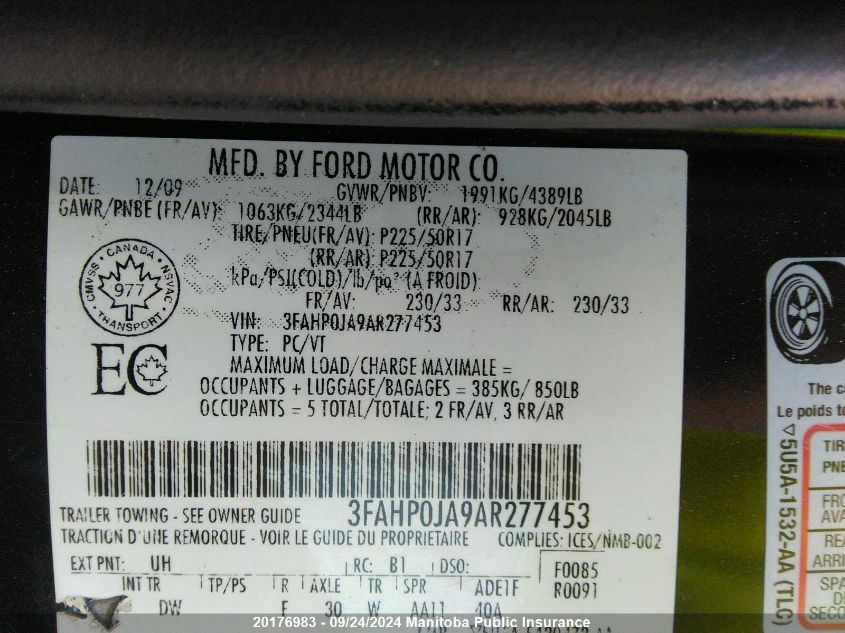 MFD. BY FORD MOTOR CO.
DATE: 12/09 GVWR/PNBV: 1991KG/4389LB
GAWR/PNBE (FR/AV): 1063KG/2344LB (RR/AR): 928KG/2045LB
TIRE/PNEU(FR/AV): P225/50R17
(RR/AR): P225/50R17
kPa/PSI(COLD)/lb/po² (A FROID):
FR/AV: 230/33 RR/AR: 230/33
VIN: 3FAHP0JA9AR277453
TYPE: PC/VT
MAXIMUM LOAD/CHARGE MAXIMALE =
OCCUPANTS + LUGGAGE/BAGAGES = 385KG/ 850LB
OCCUPANTS = 5 TOTAL/TOTALE; 2 FR/AV, 3 RR/AR
CMVSS • CANADA • NSVAC
977
TRANSPORT
EC
TRAILER TOWING - SEE OWNER GUIDE 3FAHP0JA9AR277453
TRACTION D'UNE REMORQUE - VOIR LE GUIDE DU PROPRIETAIRE COMPLIES: ICES/NMB-002
EXT PNT: UH RC: B1 DSO: F0085
INT TR TP/PS R AXLE TR SPR ADE1F R0091
DW F 30 W AA11 40A
The c
Le poids to
TIR
PNE
FRO
AVA
REA
ARRI
SPA
◁ 5U5A-1532-AA (TLC)
20176983 - 09/24/2024 - Manitoba Public Insurance